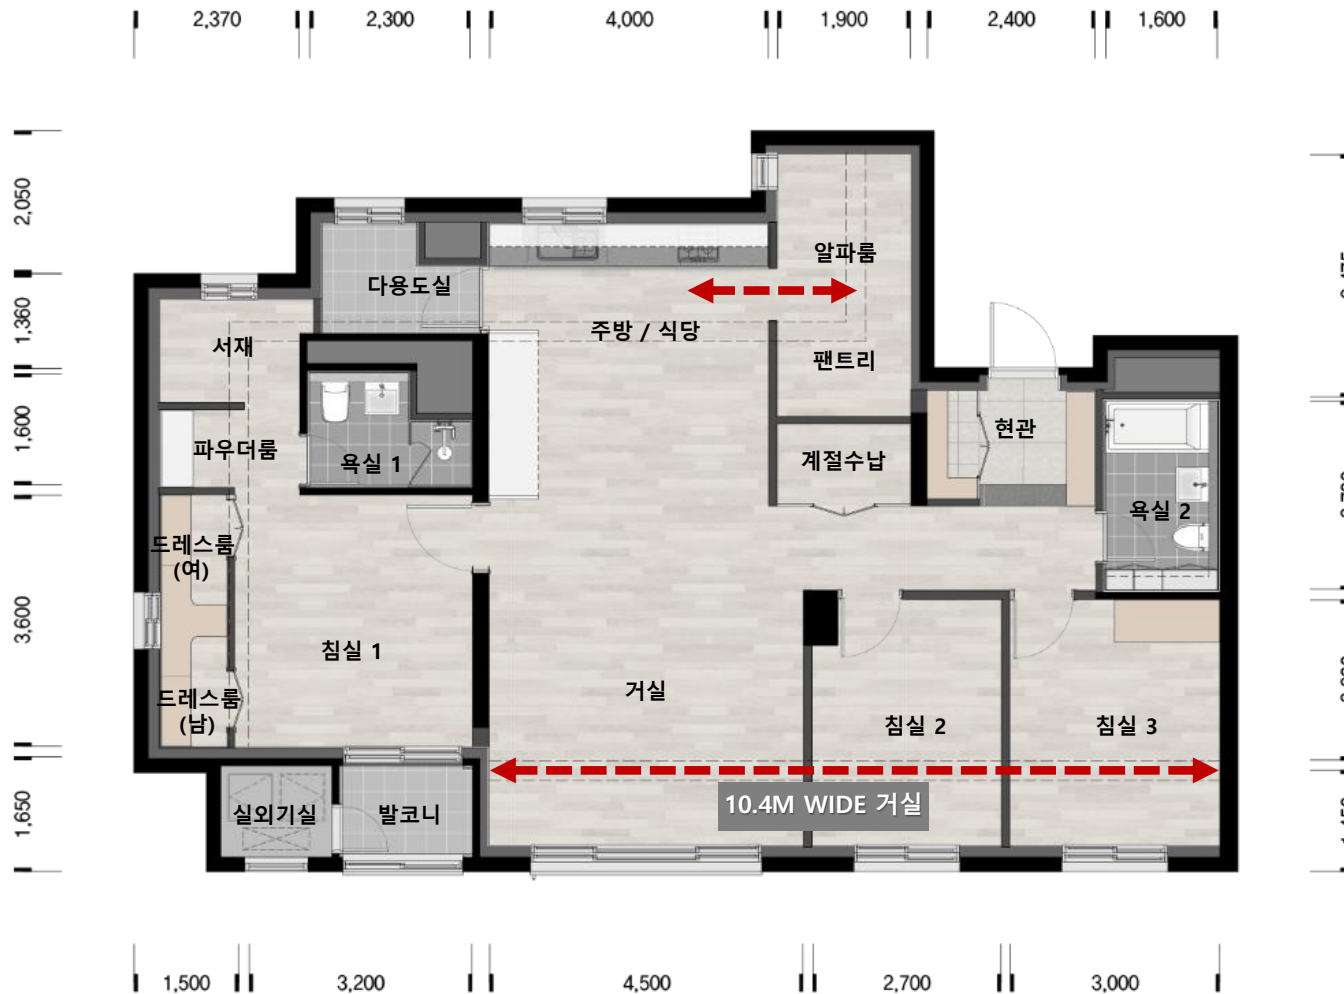 2,370 2,300 4,000 1,900 2,400 1,600
2,050
1,360
1,600
3,600
1,650
알파룸
다용도실
주방 / 식당
서재
팬트리
현관
파우더룸
욕실 1
계절수납
욕실 2
드레스룸
(여)
침실 1
거실
드레스룸
(남)
침실 2
침실 3
10.4M WIDE 거실
실외기실
발코니
1,500 3,200 4,500 2,700 3,000